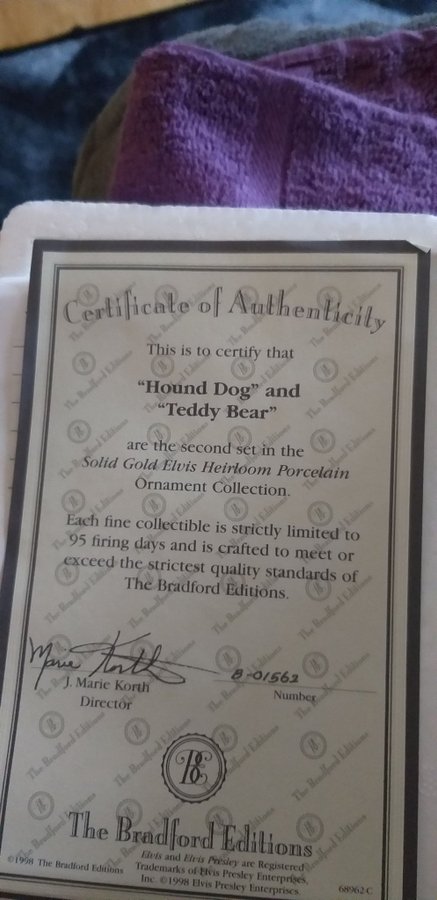 Certificate of Authenticity
This is to certify that
“Hound Dog” and
“Teddy Bear”
are the second set in the
Solid Gold Elvis Heirloom Porcelain
Ornament Collection.
Each fine collectible is strictly limited to
95 firing days and is crafted to meet or
exceed the strictest quality standards of
The Bradford Editions.
Marie Korth
J. Marie Korth
Director
B-01562
Number
BE
The Bradford Editions
©1998 The Bradford Editions
Elvis and Elvis Presley are Registered
Trademarks of Elvis Presley Enterprises,
Inc. ©1998 Elvis Presley Enterprises.
68962-C